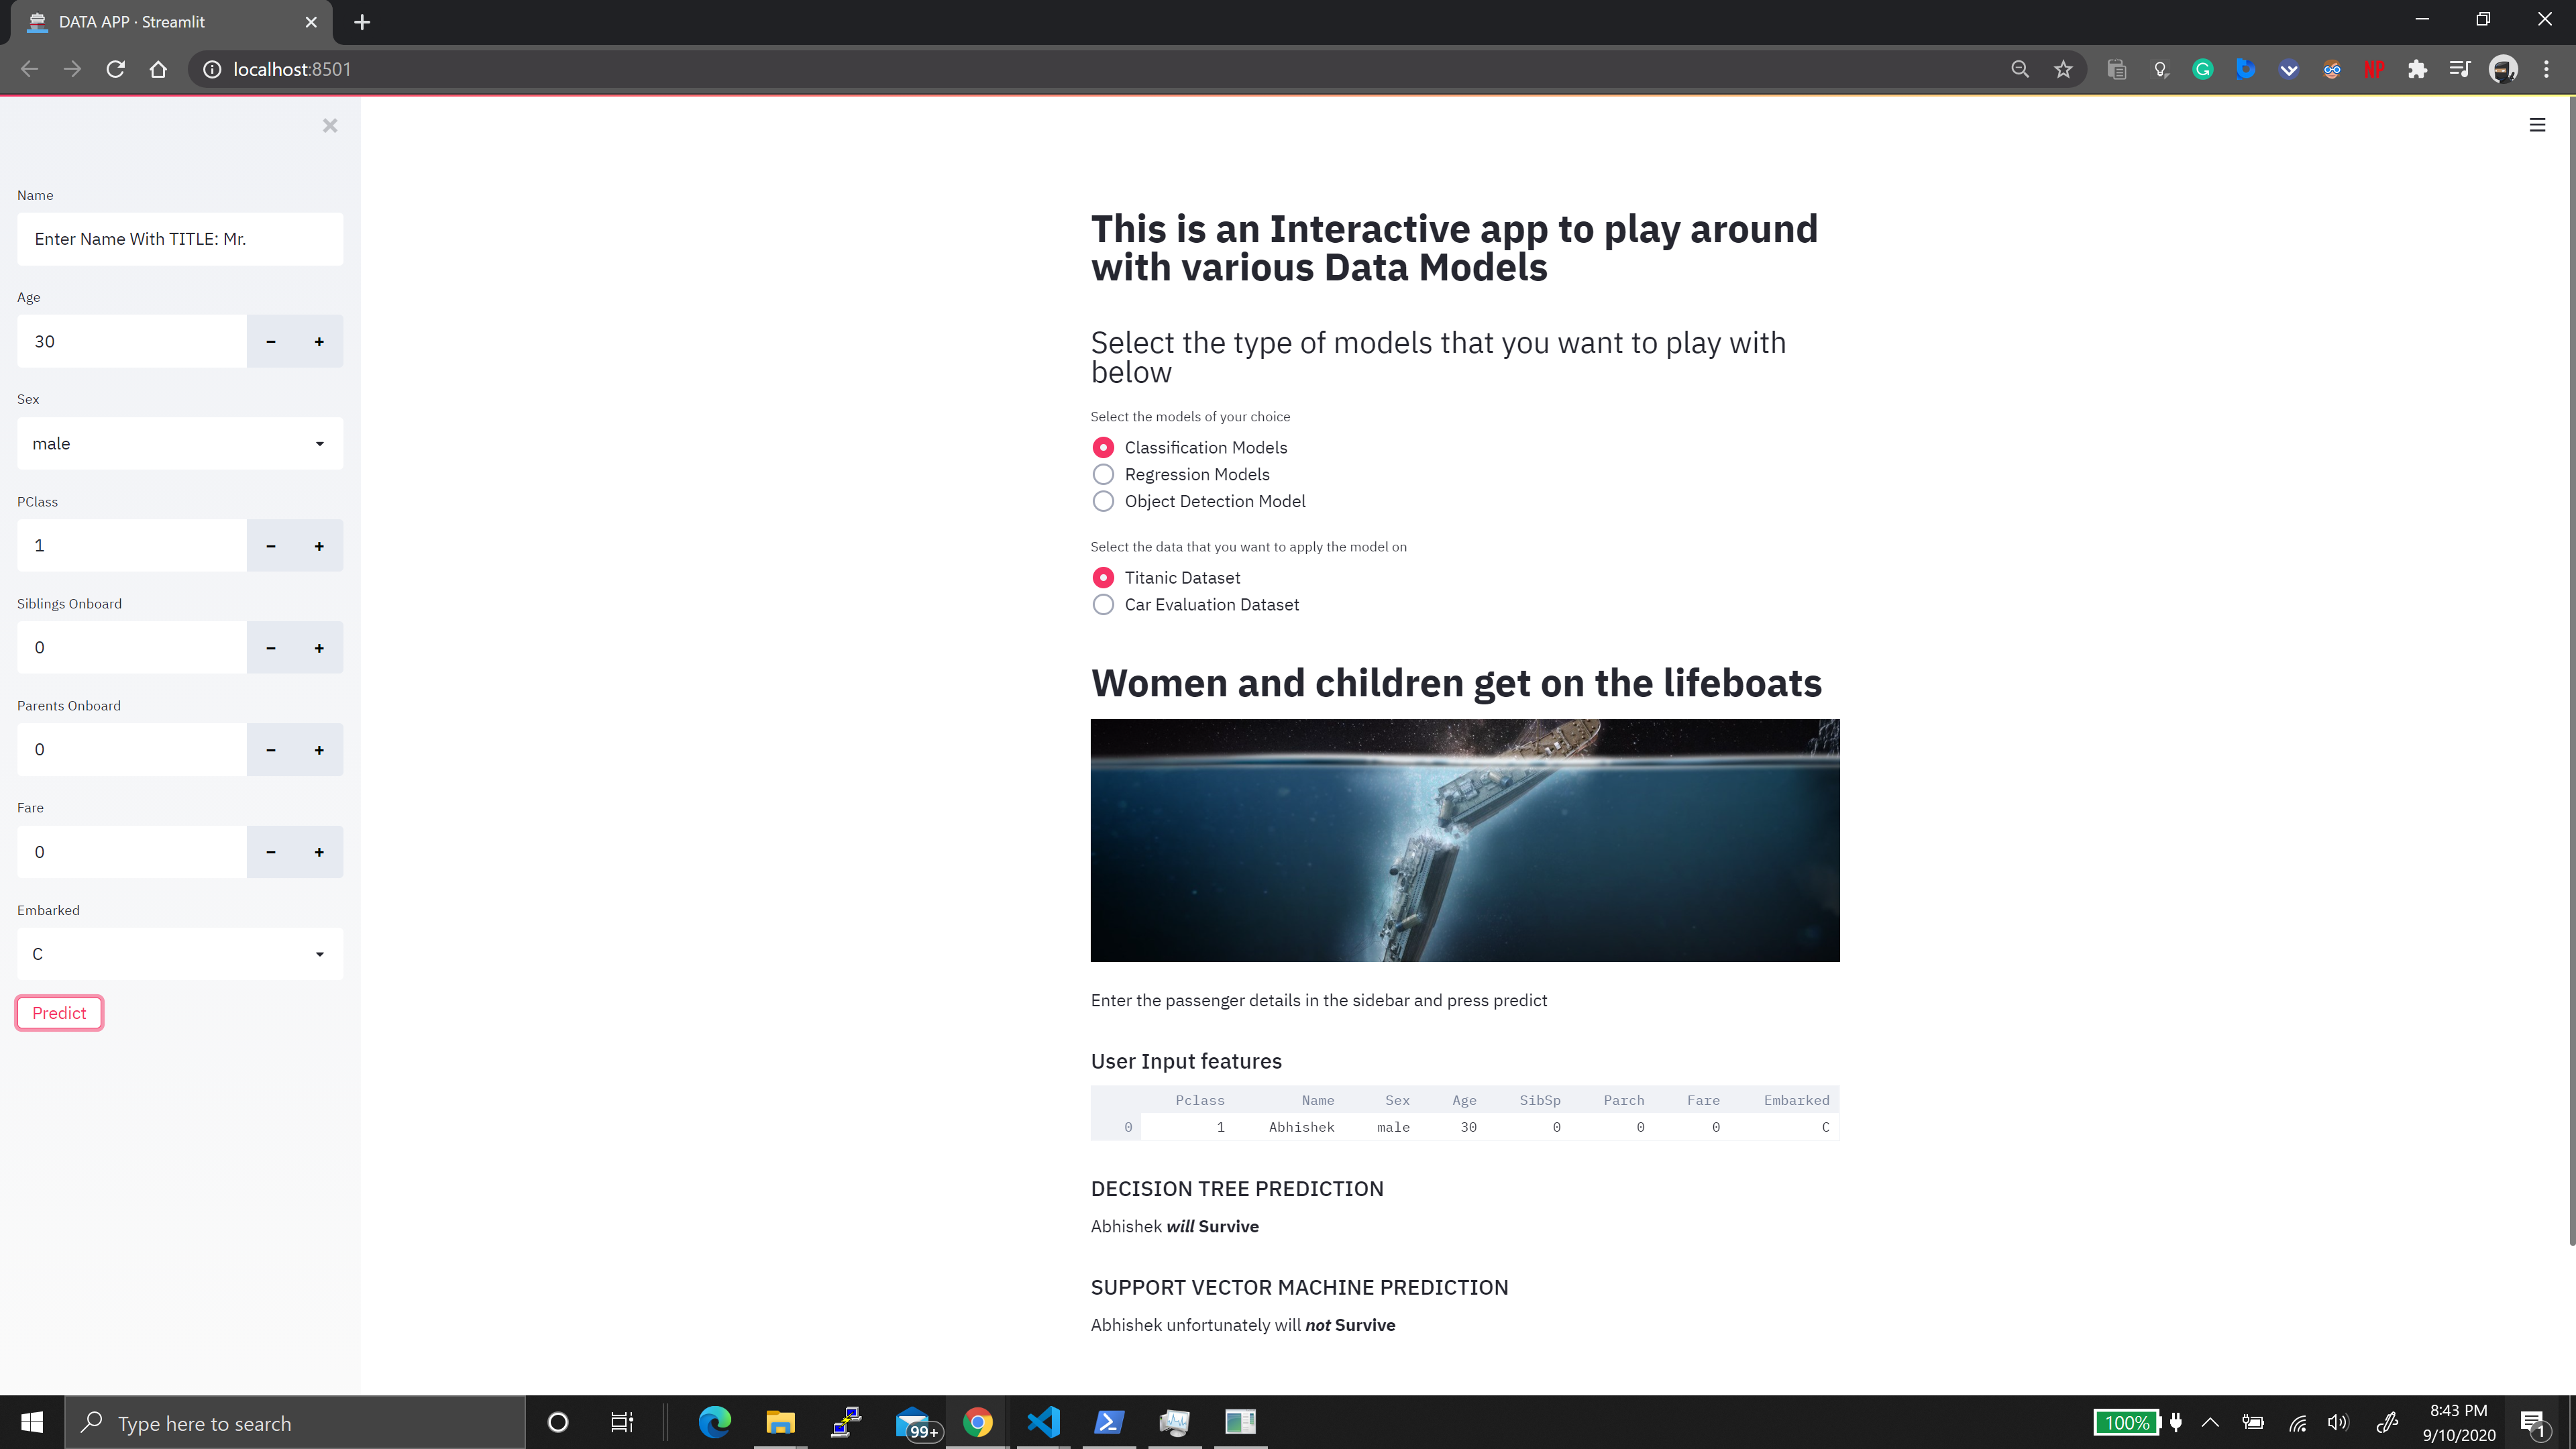 DATA APP · Streamlit
localhost:8501
NP
Name
Enter Name With TITLE: Mr.
Age
30
Sex
male
PClass
1
Siblings Onboard
0
Parents Onboard
0
Fare
0
Embarked
C
Predict
This is an Interactive app to play around
with various Data Models
Select the type of models that you want to play with
below
Select the models of your choice
Classification Models
Regression Models
Object Detection Model
Select the data that you want to apply the model on
Titanic Dataset
Car Evaluation Dataset
Women and children get on the lifeboats
Enter the passenger details in the sidebar and press predict
User Input features
Pclass Name Sex Age SibSp Parch Fare Embarked
0 1 Abhishek male 30 0 0 0 C
DECISION TREE PREDICTION
Abhishek will Survive
SUPPORT VECTOR MACHINE PREDICTION
Abhishek unfortunately will not Survive
Type here to search
99+
100%
8:43 PM
9/10/2020
1